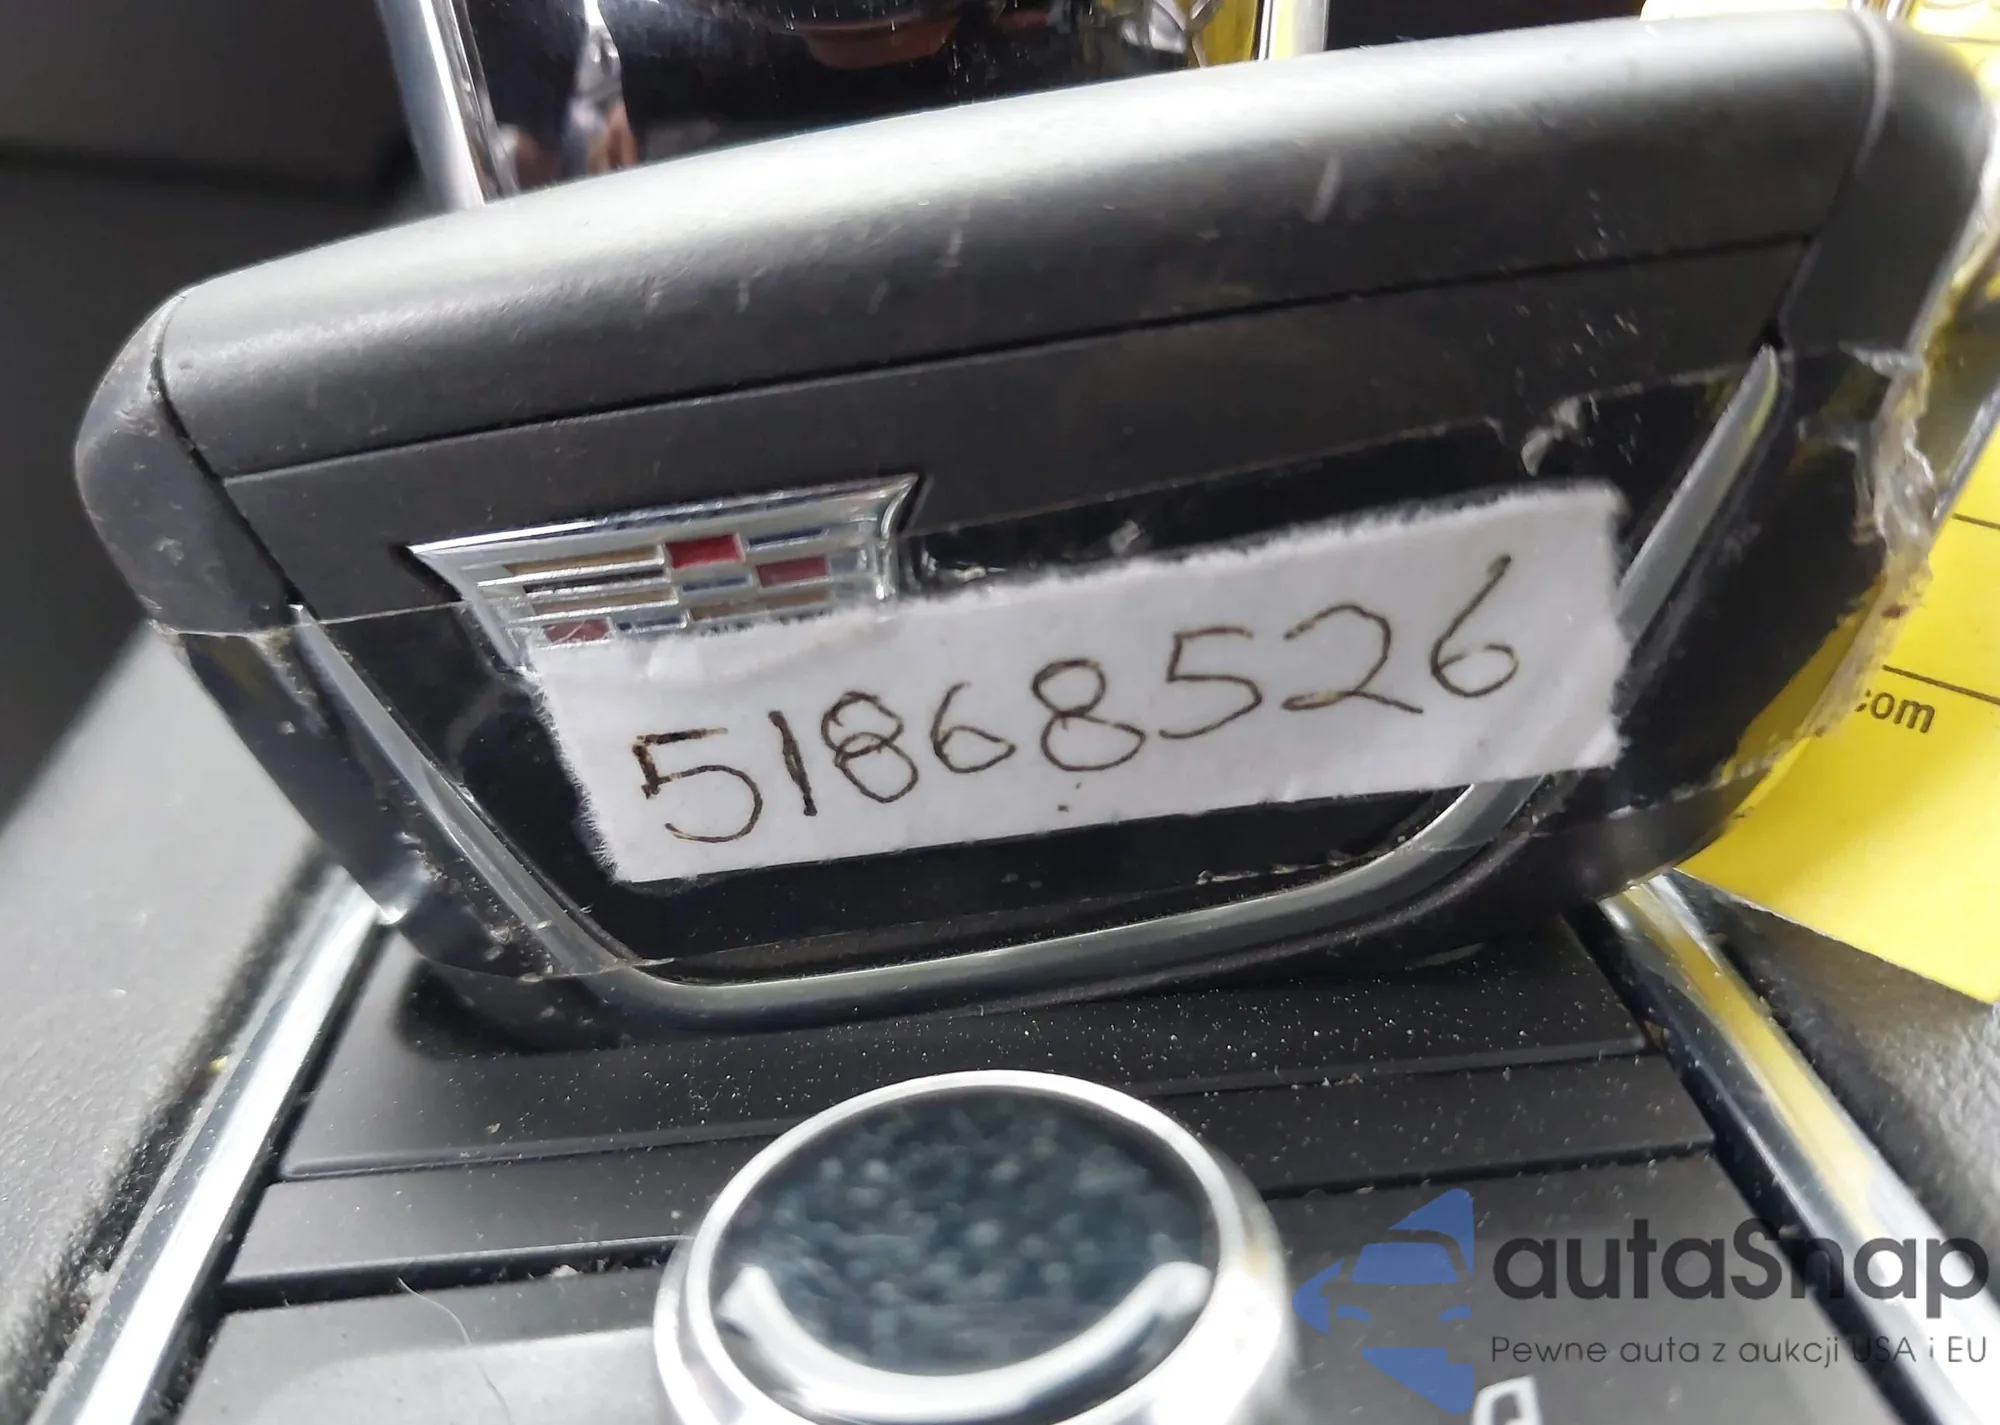 51868526
.com
autaSnap
Pewne auta z aukcji USA i EU